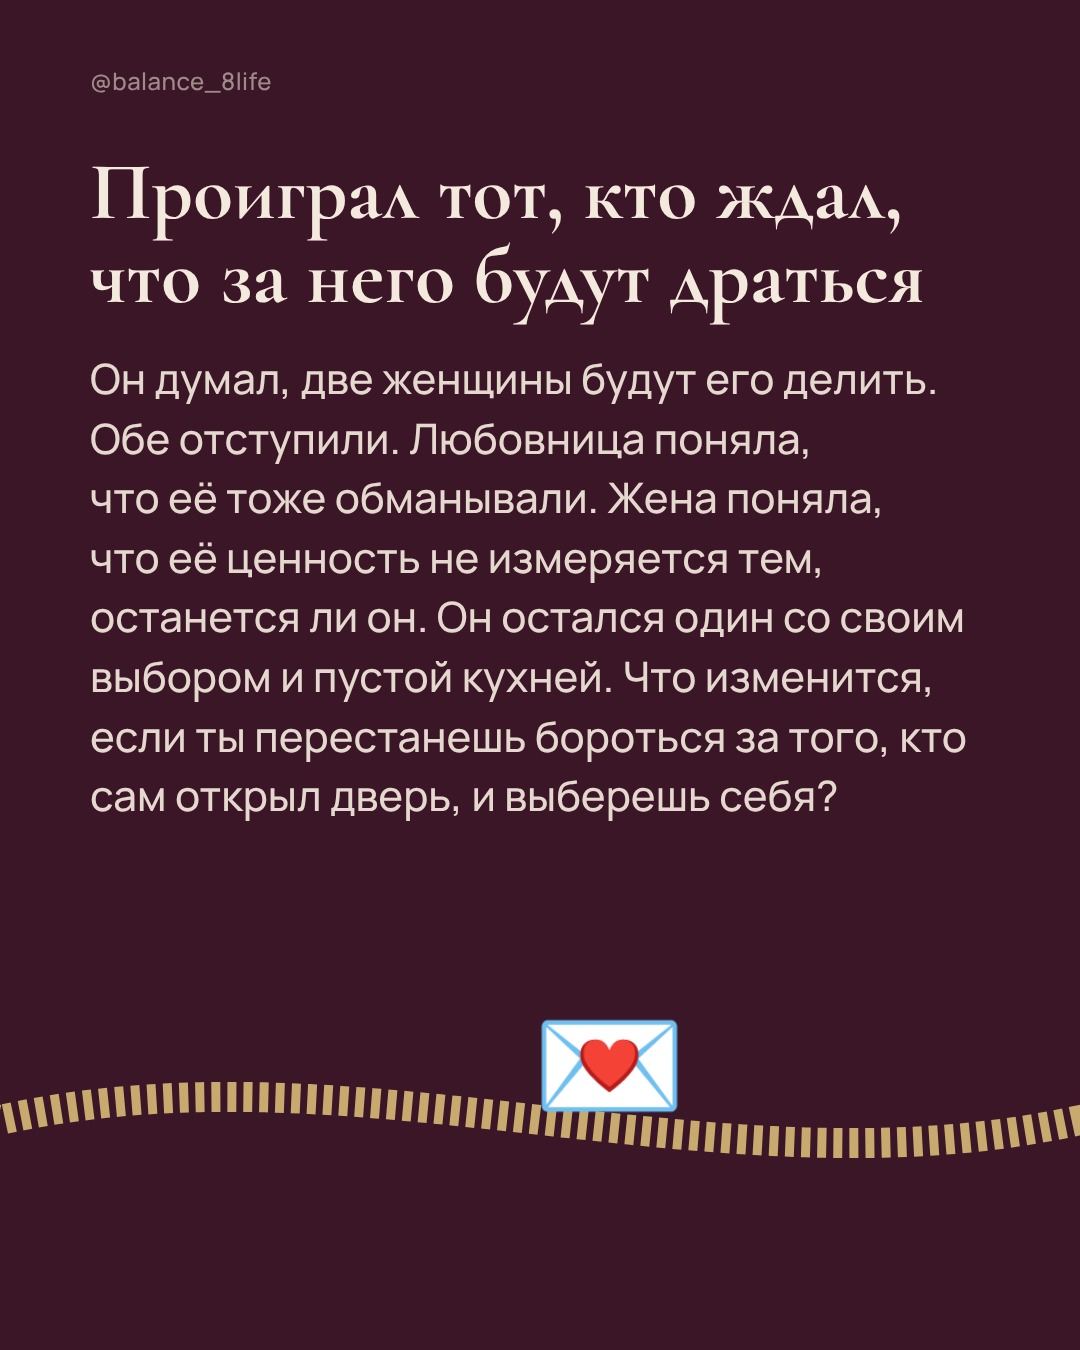 @balance_8life
Проиграл тот, кто ждал,
что за него будут драться
Он думал, две женщины будут его делить.
Обе отступили. Любовница поняла,
что её тоже обманывали. Жена поняла,
что её ценность не измеряется тем,
останется ли он. Он остался один со своим
выбором и пустой кухней. Что изменится,
если ты перестанешь бороться за того, кто
сам открыл дверь, и выберешь себя?